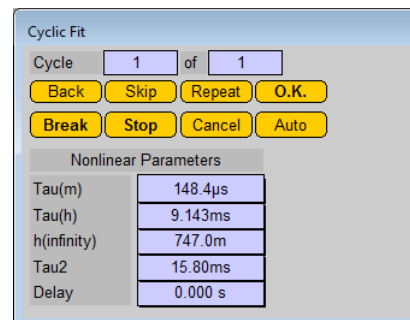 Cyclic Fit
Cycle 1 of 1
Back Skip Repeat O.K.
Break Stop Cancel Auto
Nonlinear Parameters
Tau(m) 148.4µs
Tau(h) 9.143ms
h(infinity) 747.0m
Tau2 15.80ms
Delay 0.000 s